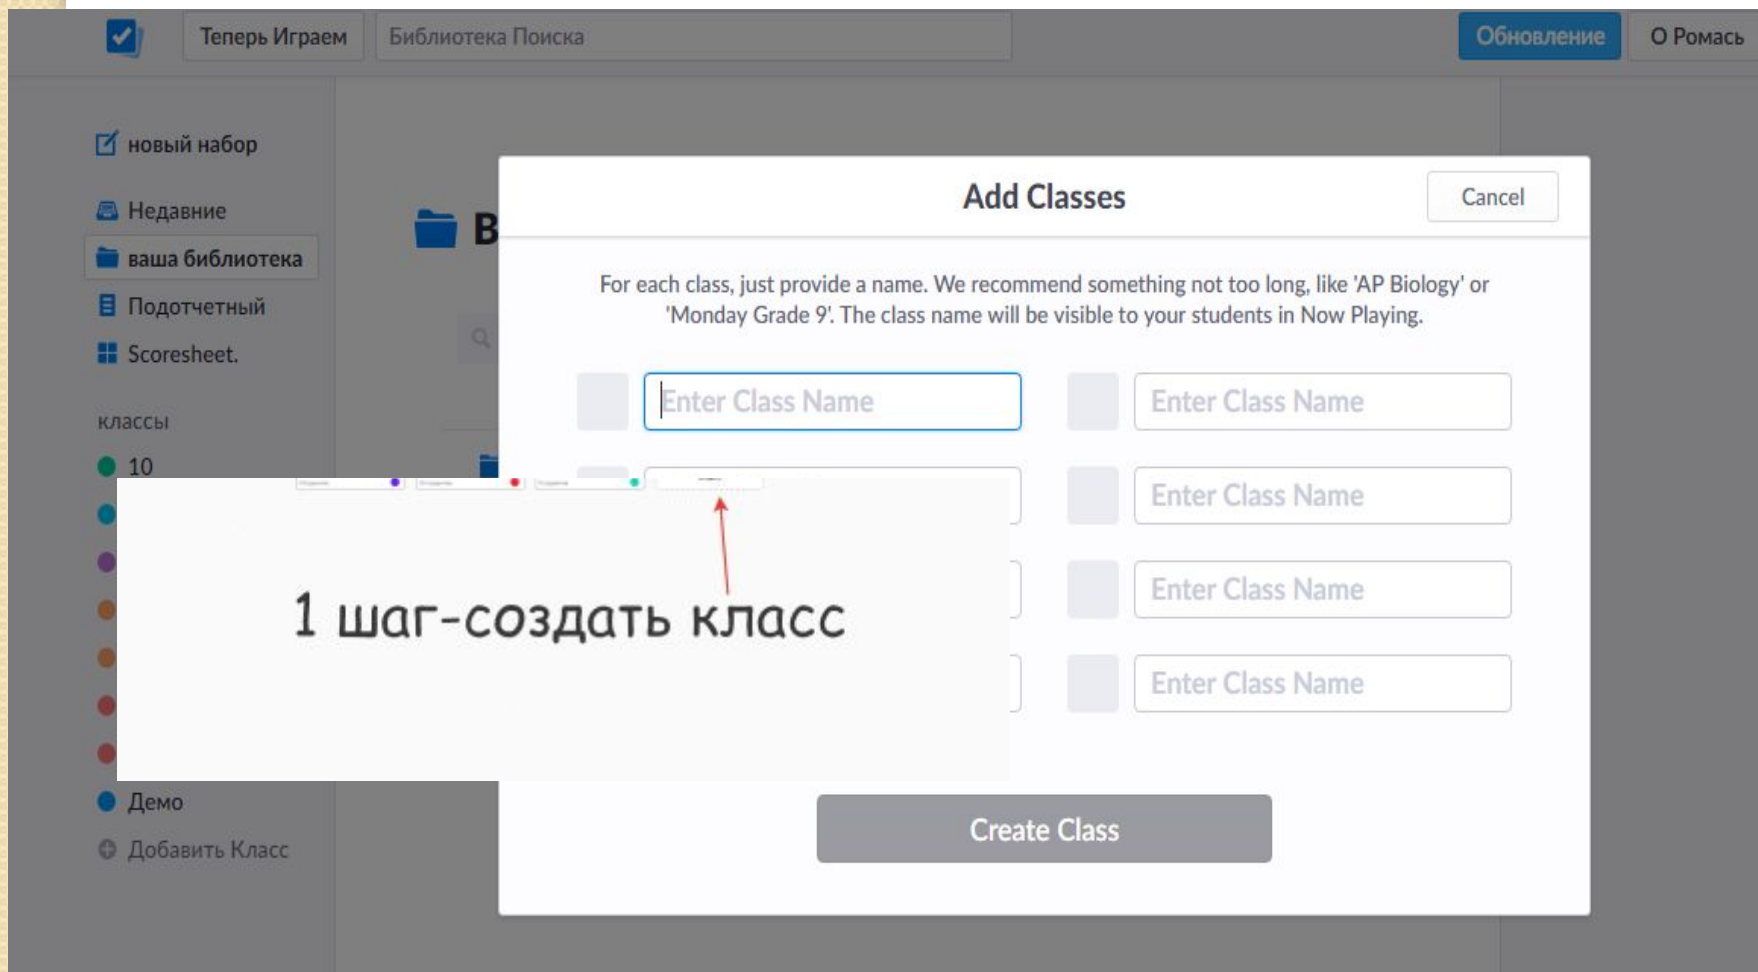 Теперь Играем
Библиотека Поиска
Обновление
О Ромась
новый набор
Недавние
ваша библиотека
Подотчетный
Scoresheet.
классы
10
Демо
Добавить Класс
В
Add Classes
Cancel
For each class, just provide a name. We recommend something not too long, like 'AP Biology' or
'Monday Grade 9'. The class name will be visible to your students in Now Playing.
Enter Class Name
Enter Class Name
Enter Class Name
Enter Class Name
Enter Class Name
1 шаг-создать класс
Create Class